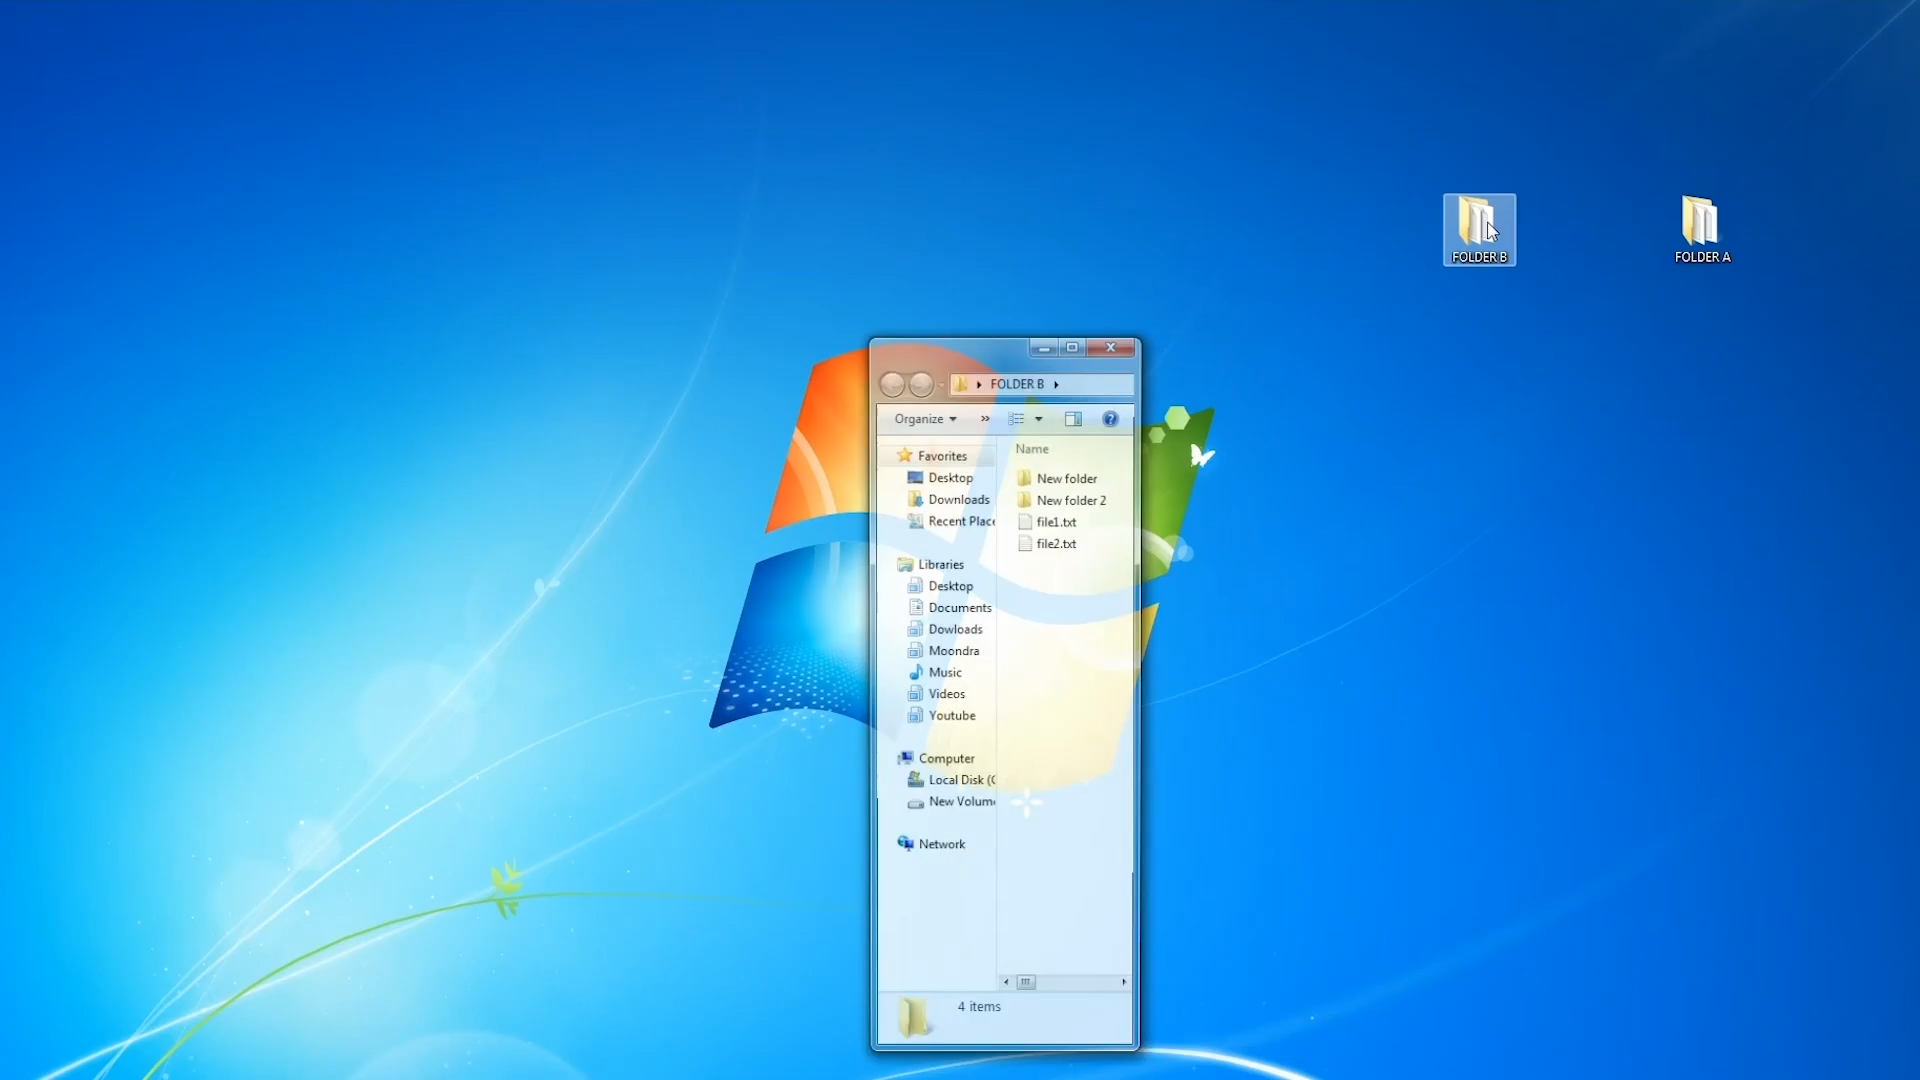 FOLDER B
FOLDER A
FOLDER B
Organize
Favorites
Desktop
Downloads
Recent Place
Libraries
Desktop
Documents
Dowloads
Moondra
Music
Videos
Youtube
Computer
Local Disk (C
New Volum
Network
Name
New folder
New folder 2
file1.txt
file2.txt
4 items